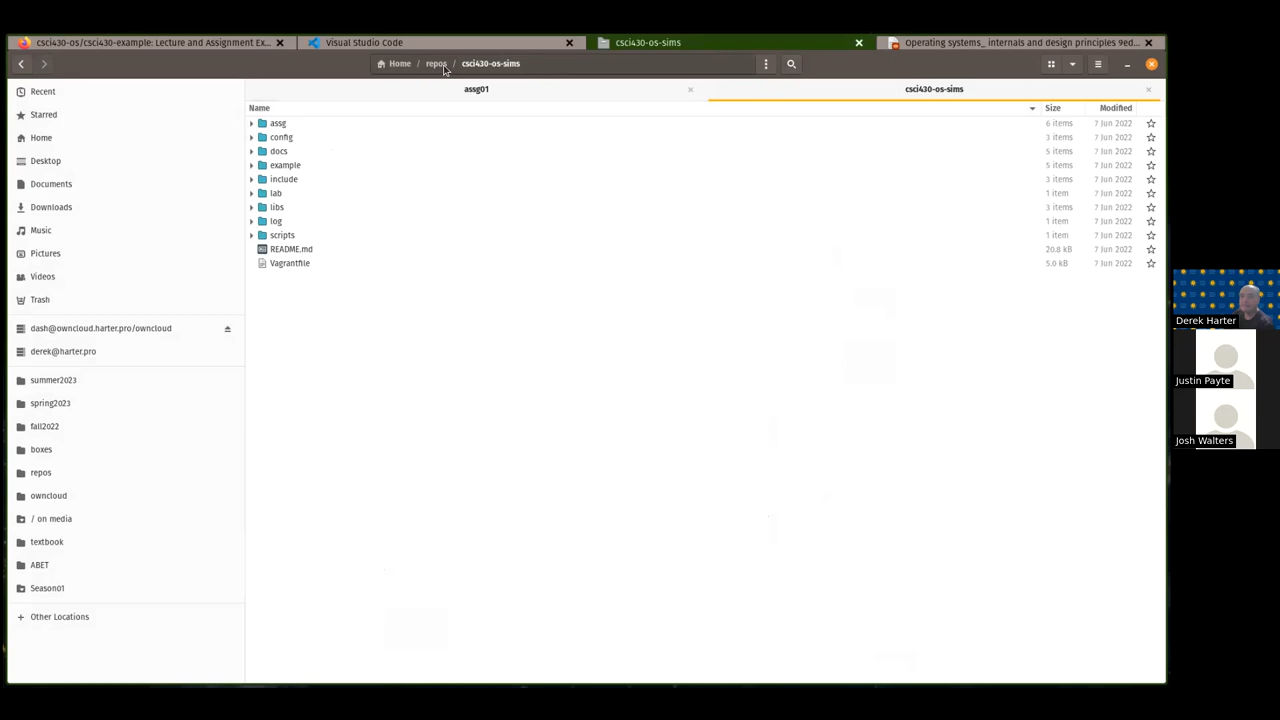 csci430-os/csci430-example: Lecture and Assignment Ex...
Visual Studio Code
csci430-os-sims
Operating systems_ internals and design principles 9ed...
Home / repos / csci430-os-sims
assg01
csci430-os-sims
Name Size Modified
Recent
Starred
Home
Desktop
Documents
Downloads
Music
Pictures
Videos
Trash
dash@owncloud.harter.pro/owncloud
derek@harter.pro
summer2023
spring2023
fall2022
boxes
repos
owncloud
/ on media
textbook
ABET
Season01
+ Other Locations
assg 6 items 7 Jun 2022
config 3 items 7 Jun 2022
docs 5 items 7 Jun 2022
example 5 items 7 Jun 2022
include 3 items 7 Jun 2022
lab 1 item 7 Jun 2022
libs 3 items 7 Jun 2022
log 1 item 7 Jun 2022
scripts 1 item 7 Jun 2022
README.md 20.8 kB 7 Jun 2022
Vagrantfile 5.0 kB 7 Jun 2022
Derek Harter
Justin Payte
Josh Walters